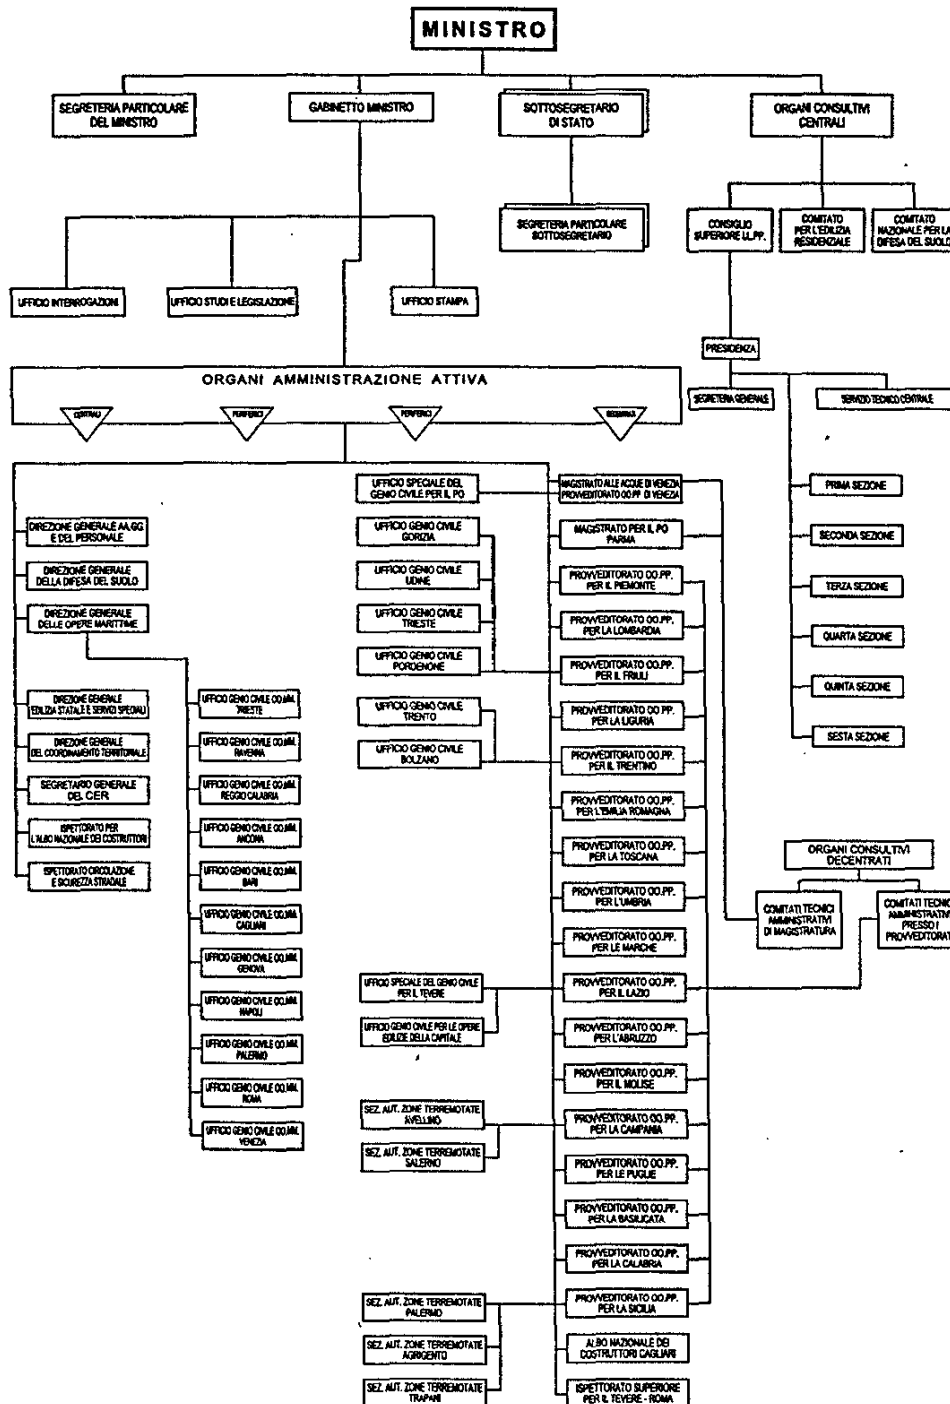 MINISTRO
SEGRETERIA PARTICOLARE
DEL MINISTRO
GABINETTO MINISTRO
SOTTOSEGRETARIO
DI STATO
ORGANI CONSULTIVI
CENTRALI
SEGRETERIA PARTICOLARE
SOTTOSEGRETARIO
CONSIGLIO
SUPERIORE LL.PP.
COMITATO
PER L'EDILIZIA
RESIDENZIALE
COMITATO
NAZIONALE PER LA
DIFESA DEL SUOLO
UFFICIO INTERROGAZIONI
UFFICIO STUDI E LEGISLAZIONE
UFFICIO STAMPA
PRESIDENZA
SEGRETERIA GENERALE
SERVIZIO TECNICO CENTRALE
PRIMA SEZIONE
SECONDA SEZIONE
TERZA SEZIONE
QUARTA SEZIONE
QUINTA SEZIONE
SESTA SEZIONE
ORGANI AMMINISTRAZIONE ATTIVA
CENTRALI
PERIFERICI
PERIFERICI
DIREZIONE GENERALE AA.GG
E DEL PERSONALE
DIREZIONE GENERALE
DELLA DIFESA DEL SUOLO
DIREZIONE GENERALE
DELLE OPERE MARITTIME
DIREZIONE GENERALE
EDILIZIA STATALE E SERVIZI SPECIALI
DIREZIONE GENERALE
DEL COORDINAMENTO TERRITORIALE
SEGRETARIO GENERALE
DEL CER
ISPETTORATO PER
L'ALBO NAZIONALE DEI COSTRUTTORI
ISPETTORATO CIRCOLAZIONE
E SICUREZZA STRADALE
UFFICIO GENIO CIVILE OO.MM.
TRIESTE
UFFICIO GENIO CIVILE OO.MM.
RAVENNA
UFFICIO GENIO CIVILE OO.MM.
REGGIO CALABRIA
UFFICIO GENIO CIVILE OO.MM.
ANCONA
UFFICIO GENIO CIVILE OO.MM.
BARI
UFFICIO GENIO CIVILE OO.MM.
CAGLIARI
UFFICIO GENIO CIVILE OO.MM.
GENOVA
UFFICIO GENIO CIVILE OO.MM.
NAPOLI
UFFICIO GENIO CIVILE OO.MM.
PALERMO
UFFICIO GENIO CIVILE OO.MM.
ROMA
UFFICIO GENIO CIVILE OO.MM.
VENEZIA
UFFICIO SPECIALE DEL
GENIO CIVILE PER IL PO
UFFICIO GENIO CIVILE
GORIZIA
UFFICIO GENIO CIVILE
UDINE
UFFICIO GENIO CIVILE
TRIESTE
UFFICIO GENIO CIVILE
PORDENONE
UFFICIO GENIO CIVILE
TRENTO
UFFICIO GENIO CIVILE
BOLZANO
UFFICIO SPECIALE DEL GENIO CIVILE
PER IL TEVERE
UFFICIO GENIO CIVILE PER LE OPERE
EDILIZIE DELLA CAPITALE
SEZ. AUT. ZONE TERREMOTATE
AVELLINO
SEZ. AUT. ZONE TERREMOTATE
SALERNO
SEZ. AUT. ZONE TERREMOTATE
PALERMO
SEZ. AUT. ZONE TERREMOTATE
AGRIGENTO
SEZ. AUT. ZONE TERREMOTATE
TRAPANI
MAGISTRATO ALLE ACQUE DI VENEZIA
PROVVEDITORATO OO.PP DI VENEZIA
MAGISTRATO PER IL PO
PARMA
PROVVEDITORATO OO.PP.
PER IL PIEMONTE
PROVVEDITORATO OO.PP.
PER LA LOMBARDIA
PROVVEDITORATO OO.PP.
PER IL FRIULI
PROVVEDITORATO OO.PP.
PER LA LIGURIA
PROVVEDITORATO OO.PP.
PER IL TRENTINO
PROVVEDITORATO OO.PP.
PER L'EMILIA ROMAGNA
PROVVEDITORATO OO.PP.
PER LA TOSCANA
PROVVEDITORATO OO.PP.
PER L'UMBRIA
PROVVEDITORATO OO.PP.
PER LE MARCHE
PROVVEDITORATO OO.PP.
PER IL LAZIO
PROVVEDITORATO OO.PP.
PER L'ABRUZZO
PROVVEDITORATO OO.PP.
PER IL MOLISE
PROVVEDITORATO OO.PP.
PER LA CAMPANIA
PROVVEDITORATO OO.PP.
PER LE PUGLIE
PROVVEDITORATO OO.PP.
PER LA BASILICATA
PROVVEDITORATO OO.PP.
PER LA CALABRIA
PROVVEDITORATO OO.PP.
PER LA SICILIA
ALBO NAZIONALE DEI
COSTRUTTORI CAGLIARI
ISPETTORATO SUPERIORE
PER IL TEVERE - ROMA
ORGANI CONSULTIVI
DECENTRATI
COMITATI TECNICI
AMMINISTRATIVI
DI MAGISTRATURA
COMITATI TECNICI
AMMINISTRATIVI
PRESSO I
PROVVEDITORATI